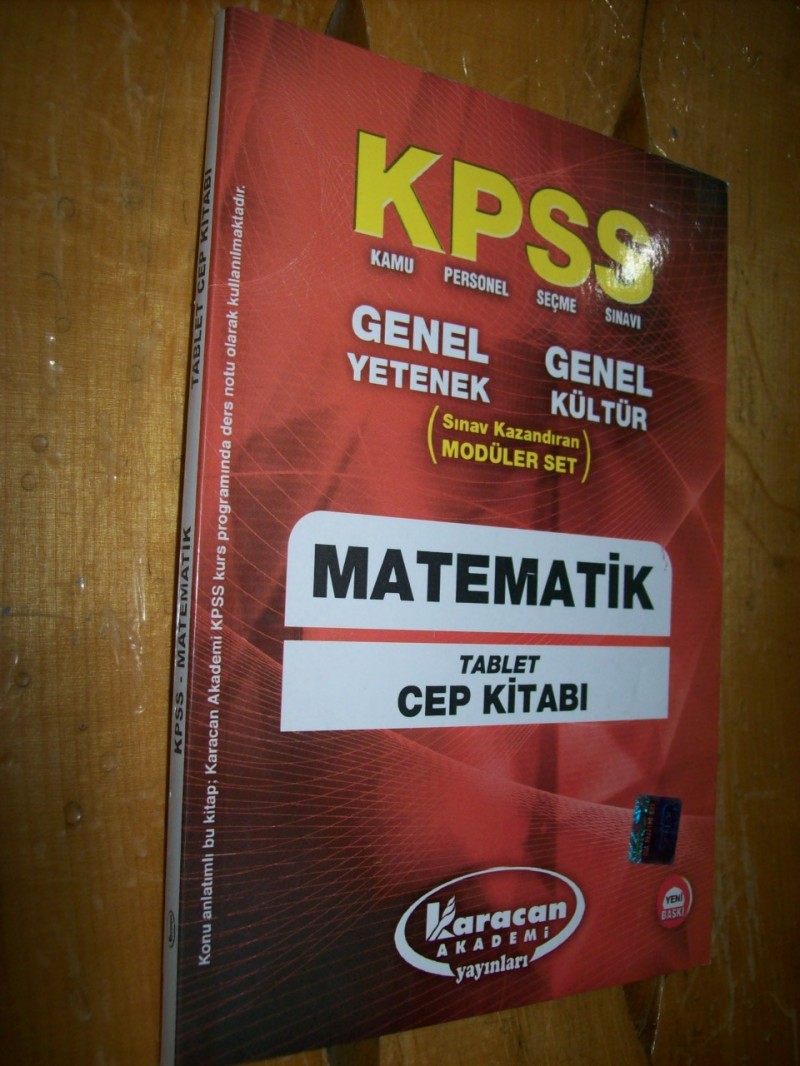 KPSS
KAMU PERSONEL SEÇME SINAVI
GENEL YETENEK
GENEL KÜLTÜR
(Sınav Kazandıran
MODÜLER SET)
MATEMATİK
TABLET
CEP KİTABI
Karacan
AKADEMİ
yayınları
YENİ
BASKI
Konu anlatımlı bu kitap; Karacan Akademi KPSS kurs programında ders notu olarak kullanılmaktadır.
KPSS - MATEMATİK TABLET CEP KİTABI